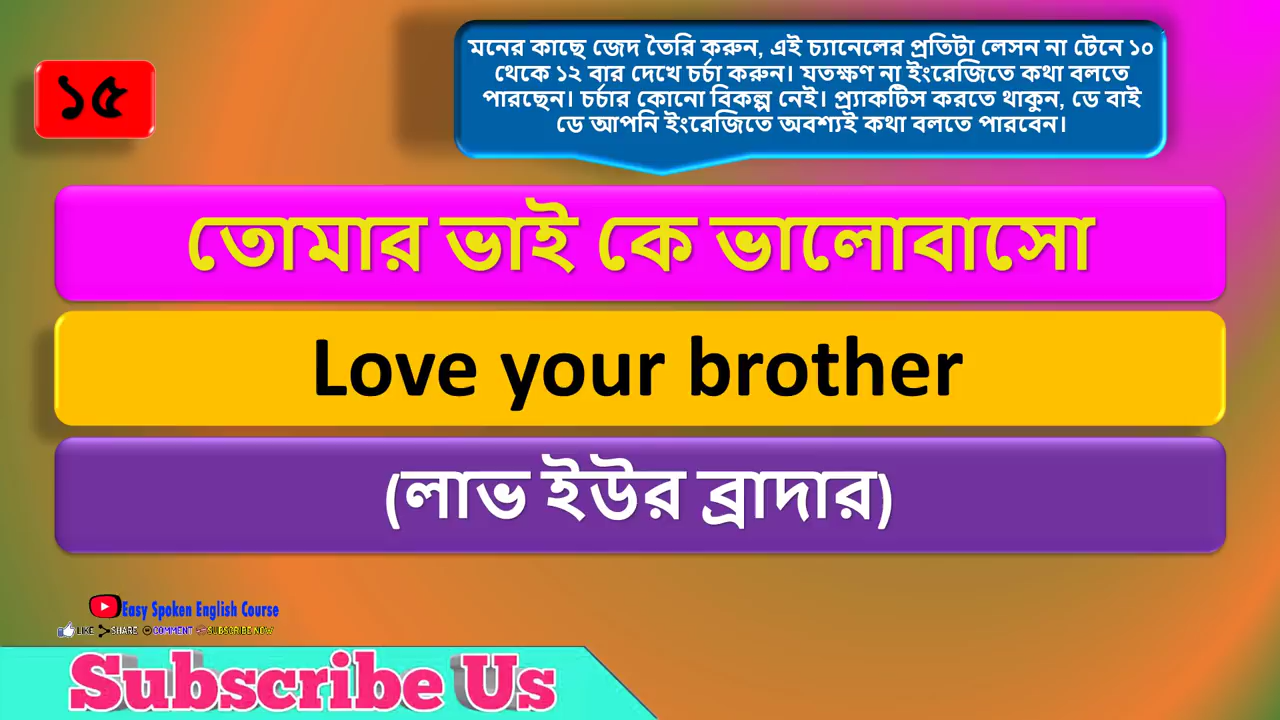 ১৫
মনের কাছে জেদ তৈরি করুন, এই চ্যানেলের প্রতিটা লেসন না টেনে ১০
থেকে ১২ বার দেখে চর্চা করুন। যতক্ষণ না ইংরেজিতে কথা বলতে
পারছেন। চর্চার কোনো বিকল্প নেই। প্র্যাকটিস করতে থাকুন, ডে বাই
ডে আপনি ইংরেজিতে অবশ্যই কথা বলতে পারবেন।
তোমার ভাই কে ভালোবাসো
Love your brother
(লাভ ইউর ব্রাদার)
Easy Spoken English Course
LIKE SHARE COMMENT SUBSCRIBE NOW
Subscribe Us